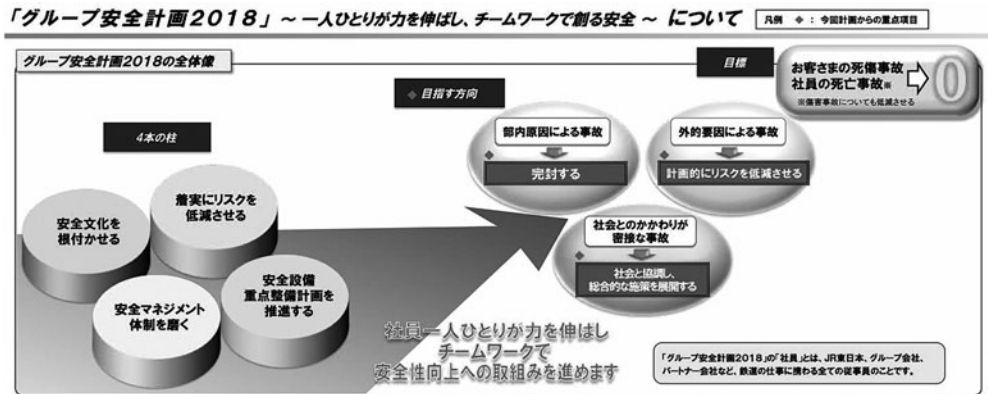 「グループ安全計画2018」 ～ 一人ひとりが力を伸ばし、チームワークで創る安全 ～ について
凡例 ◆ : 今回計画からの重点項目
グループ安全計画2018の全体像
目標
お客さまの死傷事故
社員の死亡事故※
※傷害事故についても低減させる
0
◆ 目指す方向
4本の柱
部内原因による事故
◆
完封する
外的要因による事故
◆
計画的にリスクを低減させる
社会とのかかわりが
密接な事故
◆
社会と協調し、
総合的な施策を展開する
安全文化を
根付かせる
着実にリスクを
低減させる
安全マネジメント
体制を磨く
安全設備
重点整備計画を
推進する
社員一人ひとりが力を伸ばし
チームワークで
安全性向上への取組みを進めます
「グループ安全計画2018」の「社員」とは、JR東日本、グループ会社、
パートナー会社など、鉄道の仕事に携わる全ての従事員のことです。